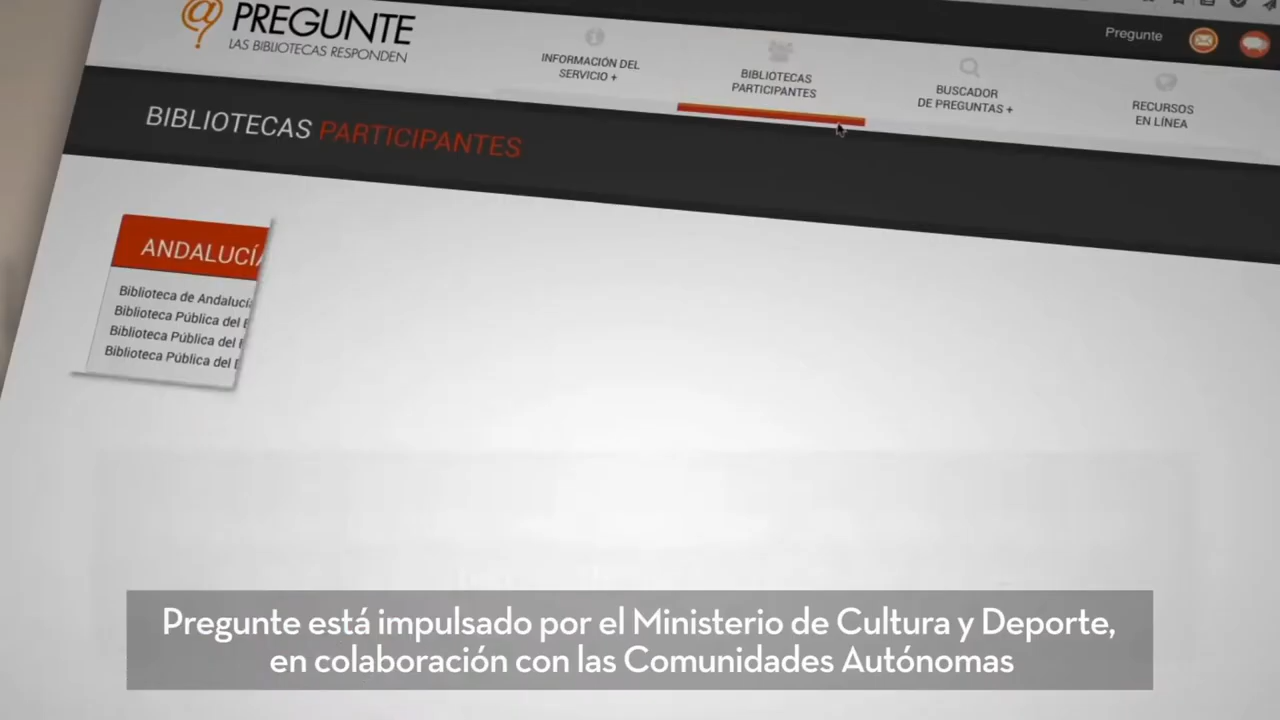 PREGUNTE
LAS BIBLIOTECAS RESPONDEN
INFORMACIÓN DEL
SERVICIO +
BIBLIOTECAS
PARTICIPANTES
BUSCADOR
DE PREGUNTAS +
RECURSOS
EN LÍNEA
Pregunte
BIBLIOTECAS PARTICIPANTES
ANDALUCÍA
Biblioteca de Andalucía
Biblioteca Pública del
Biblioteca Pública del
Biblioteca Pública del
Pregunte está impulsado por el Ministerio de Cultura y Deporte,
en colaboración con las Comunidades Autónomas